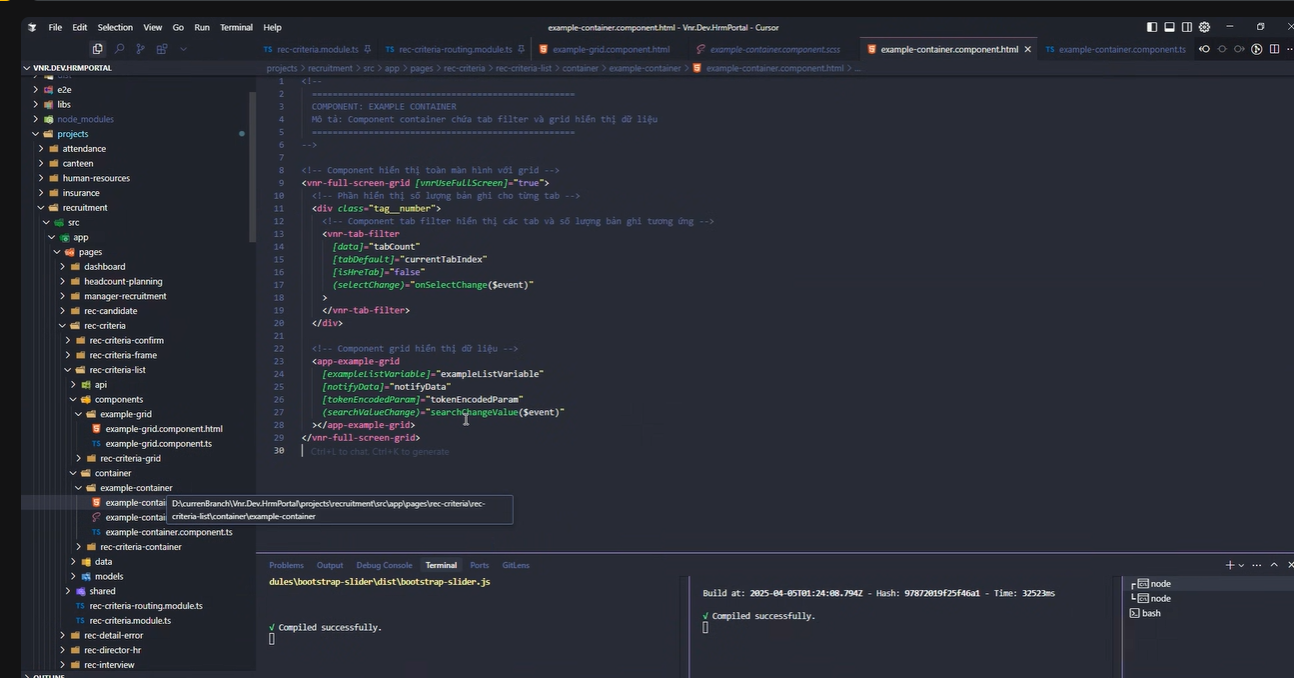 File Edit Selection View Go Run Terminal Help
example-container.component.html - Vnr.Dev.HrmPortal - Cursor
TS rec-criteria.module.ts
TS rec-criteria-routing.module.ts
example-grid.component.html
example-container.component.scss
example-container.component.html
TS example-container.component.ts
VNR.DEV.HRMPORTAL
projects > recruitment > src > app > pages > rec-criteria > rec-criteria-list > container > example-container > example-container.component.html > ...
dist
e2e
libs
node_modules
projects
attendance
canteen
human-resources
insurance
recruitment
src
app
pages
dashboard
headcount-planning
manager-recruitment
rec-candidate
rec-criteria
rec-criteria-confirm
rec-criteria-frame
rec-criteria-list
api
components
example-grid
example-grid.component.html
TS example-grid.component.ts
rec-criteria-grid
container
example-container
example-contai
example-contai
TS example-container.component.ts
rec-criteria-container
data
models
shared
TS rec-criteria-routing.module.ts
TS rec-criteria.module.ts
rec-detail-error
rec-director-hr
rec-interview
OUTLINE
D:\currenBranch\Vnr.Dev.HrmPortal\projects\recruitment\src\app\pages\rec-criteria\rec-
criteria-list\container\example-container
1 <!--
2 ==================================================
3 COMPONENT: EXAMPLE CONTAINER
4 Mô tả: Component container chứa tab filter và grid hiển thị dữ liệu
5 ==================================================
6 -->
7
8 <!-- Component hiển thị toàn màn hình với grid -->
9 <vnr-full-screen-grid [vnrUseFullScreen]="true">
10 <!-- Phần hiển thị số lượng bản ghi cho từng tab -->
11 <div class="tag__number">
12 <!-- Component tab filter hiển thị các tab và số lượng bản ghi tương ứng -->
13 <vnr-tab-filter
14 [data]="tabCount"
15 [tabDefault]="currentTabIndex"
16 [isHreTab]="false"
17 (selectChange)="onSelectChange($event)"
18 >
19 </vnr-tab-filter>
20 </div>
21
22 <!-- Component grid hiển thị dữ liệu -->
23 <app-example-grid
24 [exampleListVariable]="exampleListVariable"
25 [notifyData]="notifyData"
26 [tokenEncodedParam]="tokenEncodedParam"
27 (searchValueChange)="searchChangeValue($event)"
28 ></app-example-grid>
29 </vnr-full-screen-grid>
30 Ctrl+L to chat, Ctrl+K to generate
Problems Output Debug Console Terminal Ports GitLens
dules\bootstrap-slider\dist\bootstrap-slider.js
√ Compiled successfully.
Build at: 2025-04-05T01:24:08.794Z - Hash: 97872019f25f46a1 - Time: 32523ms
√ Compiled successfully.
node
node
bash